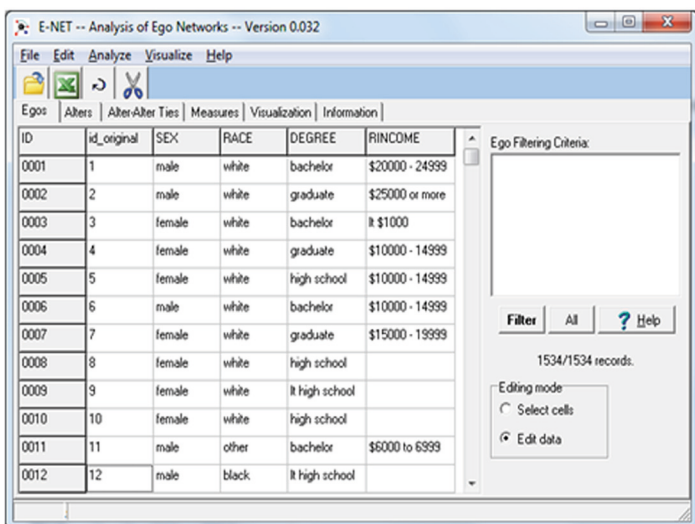 E-NET -- Analysis of Ego Networks -- Version 0.032
File Edit Analyze Visualize Help
Egos Alters Alter-Alter Ties Measures Visualization Information
ID id_original SEX RACE DEGREE RINCOME
0001 1 male white bachelor $20000 - 24999
0002 2 male white graduate $25000 or more
0003 3 female white bachelor lt $1000
0004 4 female white graduate $10000 - 14999
0005 5 female white high school $10000 - 14999
0006 6 male white bachelor $10000 - 14999
0007 7 female white graduate $15000 - 19999
0008 8 female white high school
0009 9 female white lt high school
0010 10 female white high school
0011 11 male other bachelor $6000 to 6999
0012 12 male black lt high school
Ego Filtering Criteria:
Filter All ? Help
1534/1534 records.
Editing mode
Select cells
Edit data